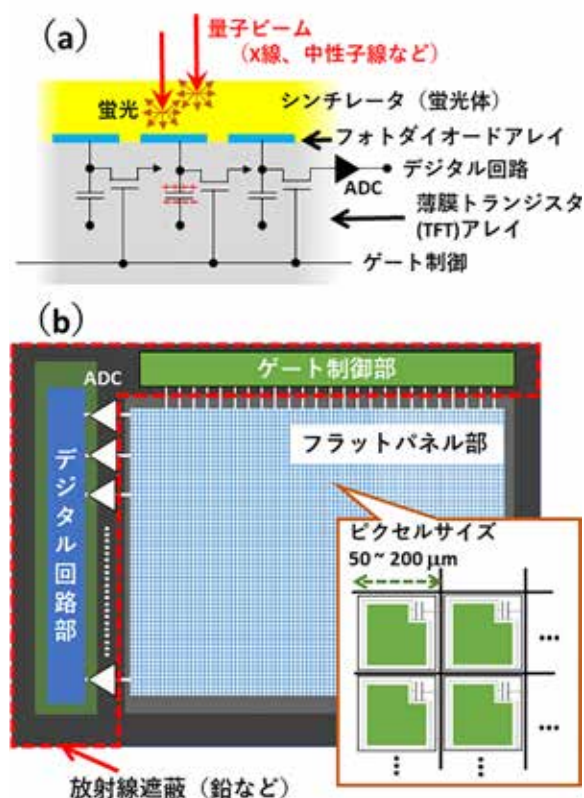 (a)
量子ビーム
（X線、中性子線など）
蛍光
シンチレータ（蛍光体）
フォトダイオードアレイ
デジタル回路
ADC
薄膜トランジスタ
(TFT)アレイ
ゲート制御
(b)
ゲート制御部
ADC
フラットパネル部
デジタル回路部
ピクセルサイズ
50 ~ 200 μm
放射線遮蔽（鉛など）